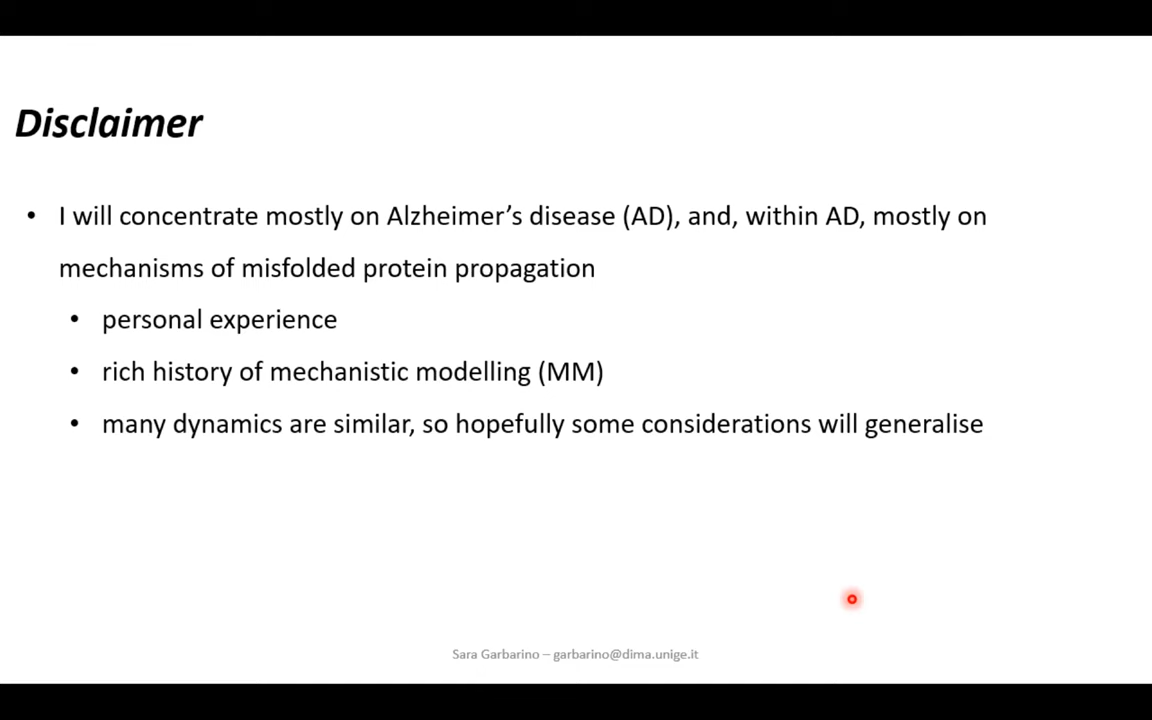 Disclaimer
• I will concentrate mostly on Alzheimer’s disease (AD), and, within AD, mostly on
mechanisms of misfolded protein propagation
• personal experience
• rich history of mechanistic modelling (MM)
• many dynamics are similar, so hopefully some considerations will generalise
Sara Garbarino – garbarino@dima.unige.it